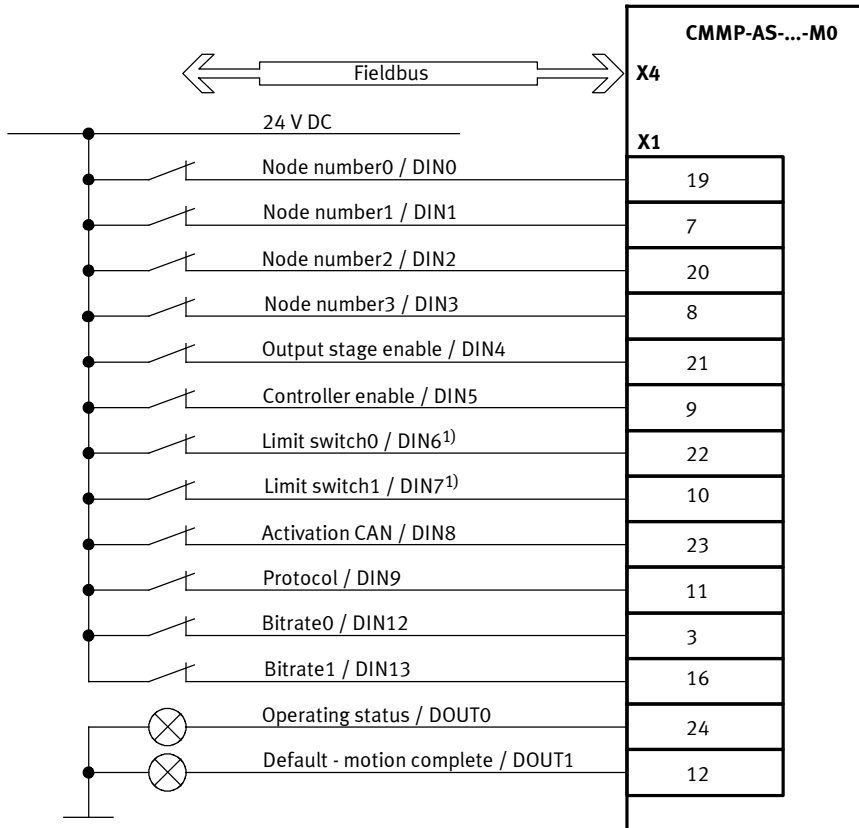 CMMP-AS-...-M0
Fieldbus
X4
24 V DC
X1
Node number0 / DIN0
19
Node number1 / DIN1
7
Node number2 / DIN2
20
Node number3 / DIN3
8
Output stage enable / DIN4
21
Controller enable / DIN5
9
Limit switch0 / DIN6¹⁾
22
Limit switch1 / DIN7¹⁾
10
Activation CAN / DIN8
23
Protocol / DIN9
11
Bitrate0 / DIN12
3
Bitrate1 / DIN13
16
Operating status / DOUT0
24
Default - motion complete / DOUT1
12